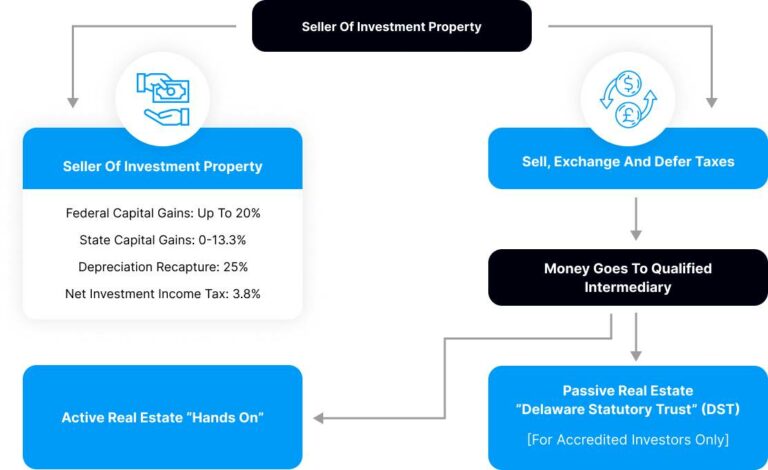 Seller Of Investment Property
Seller Of Investment Property
Federal Capital Gains: Up To 20%
State Capital Gains: 0-13.3%
Depreciation Recapture: 25%
Net Investment Income Tax: 3.8%
$
£
Sell, Exchange And Defer Taxes
Money Goes To Qualified
Intermediary
Active Real Estate “Hands On”
Passive Real Estate
“Delaware Statutory Trust” (DST)
[For Accredited Investors Only]